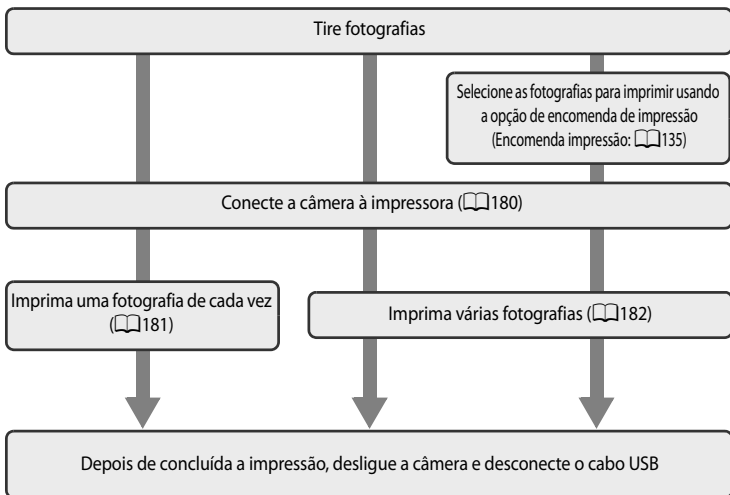 Tire fotografias
Selecione as fotografias para imprimir usando
a opção de encomenda de impressão
(Encomenda impressão: 135)
Conecte a câmera à impressora (180)
Imprima uma fotografia de cada vez
(181)
Imprima várias fotografias (182)
Depois de concluída a impressão, desligue a câmera e desconecte o cabo USB